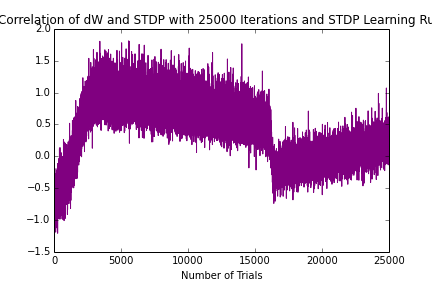 Correlation of dW and STDP with 25000 Iterations and STDP Learning Ru
2.0
1.5
1.0
0.5
0.0
−0.5
−1.0
−1.5
0 5000 10000 15000 20000 25000
Number of Trials